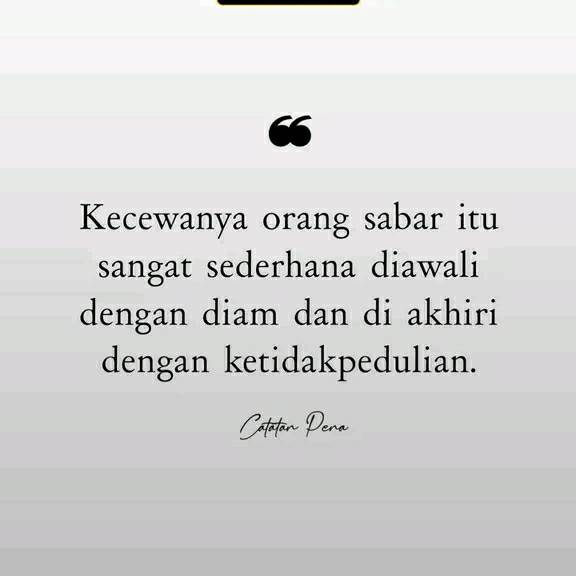 ❝
Kecewanya orang sabar itu
sangat sederhana diawali
dengan diam dan di akhiri
dengan ketidakpedulian.
Catatan Pena